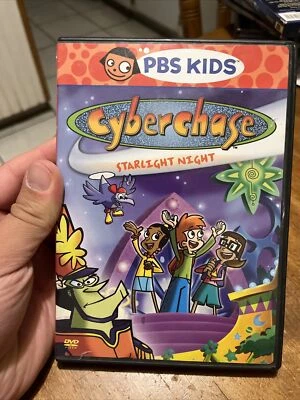 PBS KIDS
Cyberchase
STARLIGHT NIGHT
DVD